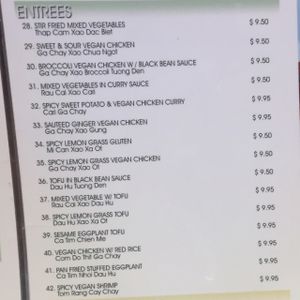 ENTREES
28. STIR FRIED MIXED VEGETABLES $ 9.50
Thap Cam Xao Dac Biet
29. SWEET & SOUR VEGAN CHICKEN $ 9.50
Ga Chay Xao Chua Ngot
30. BROCCOLI VEGAN CHICKEN W / BLACK BEAN SAUCE $ 9.50
Ga Chay Xao Broccoli Tuong Den
31. MIXED VEGETABLES IN CURRY SAUCE $ 9.50
Rau Cai Xao Cari
32. SPICY SWEET POTATO & VEGAN CHICKEN CURRY $ 9.95
Cari Ga Chay
33. SAUTEED GINGER VEGAN CHICKEN $ 9.95
Ga Chay Xao Gung
34. SPICY LEMON GRASS GLUTEN $ 9.50
Mi Can Xao Xa Ot
35. SPICY LEMON GRASS VEGAN CHICKEN $ 9.50
Ga Chay Xao Ot
36. TOFU IN BLACK BEAN SAUCE $ 9.50
Dau Hu Tuong Den
37. MIXED VEGETABLE W/ TOFU $ 9.95
Rau Cai Xao Dau Hu
38. SPICY LEMON GRASS TOFU $ 9.50
Dau Hu Xao Xa Ot
39. SESAME EGGPLANT TOFU $ 9.95
Ca Tim Chien Me
40. VEGAN CHICKEN W/ RED RICE $ 9.95
Com Do Thit Ga Chay
41. PAN FRIED STUFFED EGGPLANT $ 9.95
Ca Tim Nhoi Dau Hu
42. SPICY VEGAN SHRIMP $ 9.95
Tom Rang Cay Chay